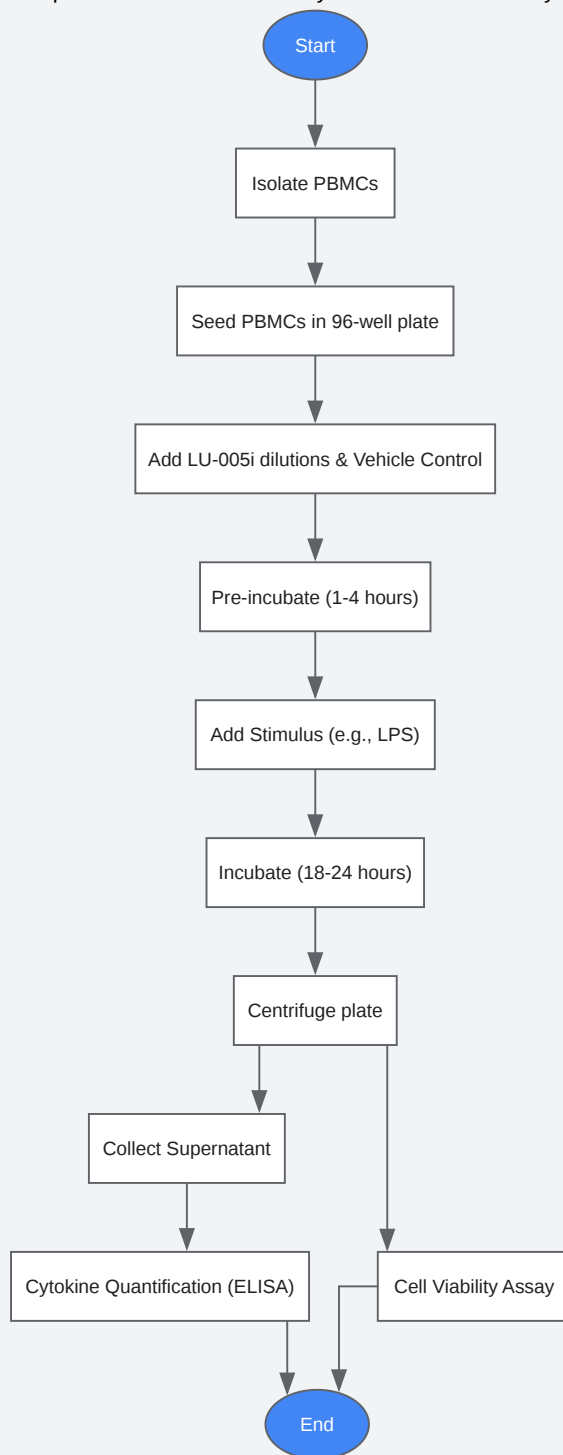 Start
Isolate PBMCs
Seed PBMCs in 96-well plate
Add LU-005i dilutions & Vehicle Control
Pre-incubate (1-4 hours)
Add Stimulus (e.g., LPS)
Incubate (18-24 hours)
Centrifuge plate
Collect Supernatant
Cytokine Quantification (ELISA)
Cell Viability Assay
End